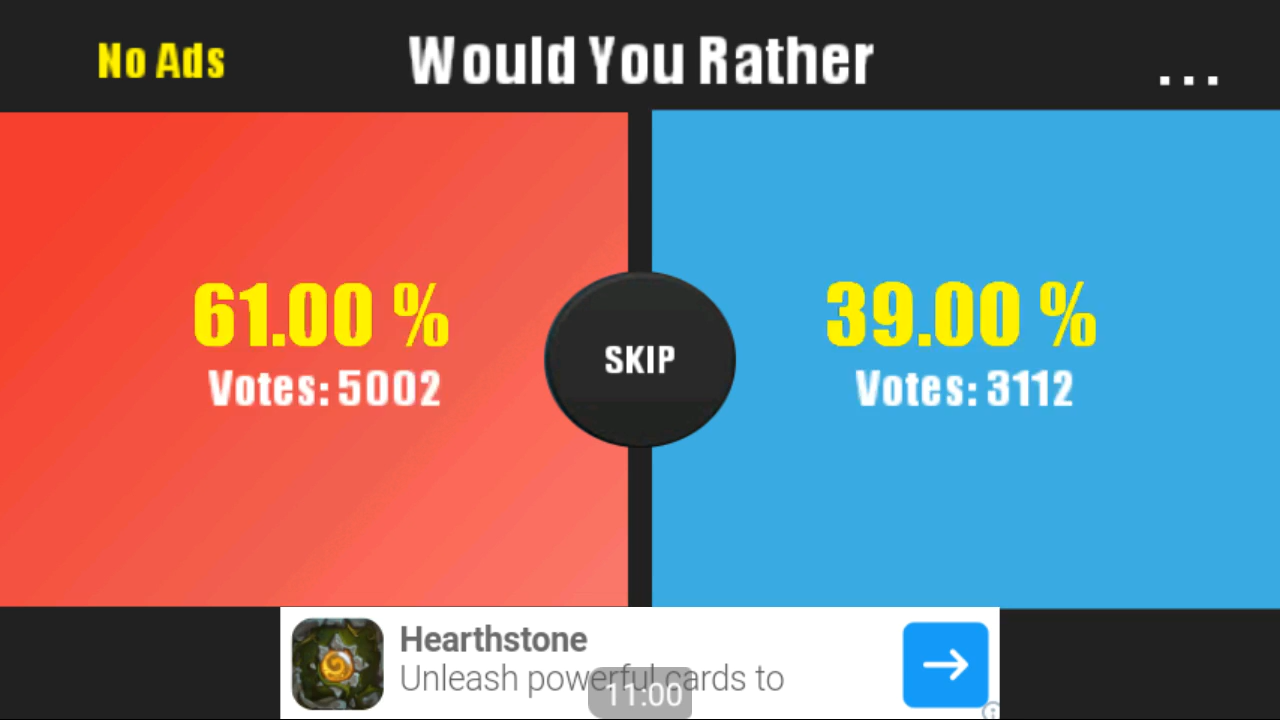 No Ads
Would You Rather
...
61.00 %
Votes: 5002
SKIP
39.00 %
Votes: 3112
Hearthstone
Unleash powerful cards to
11:00